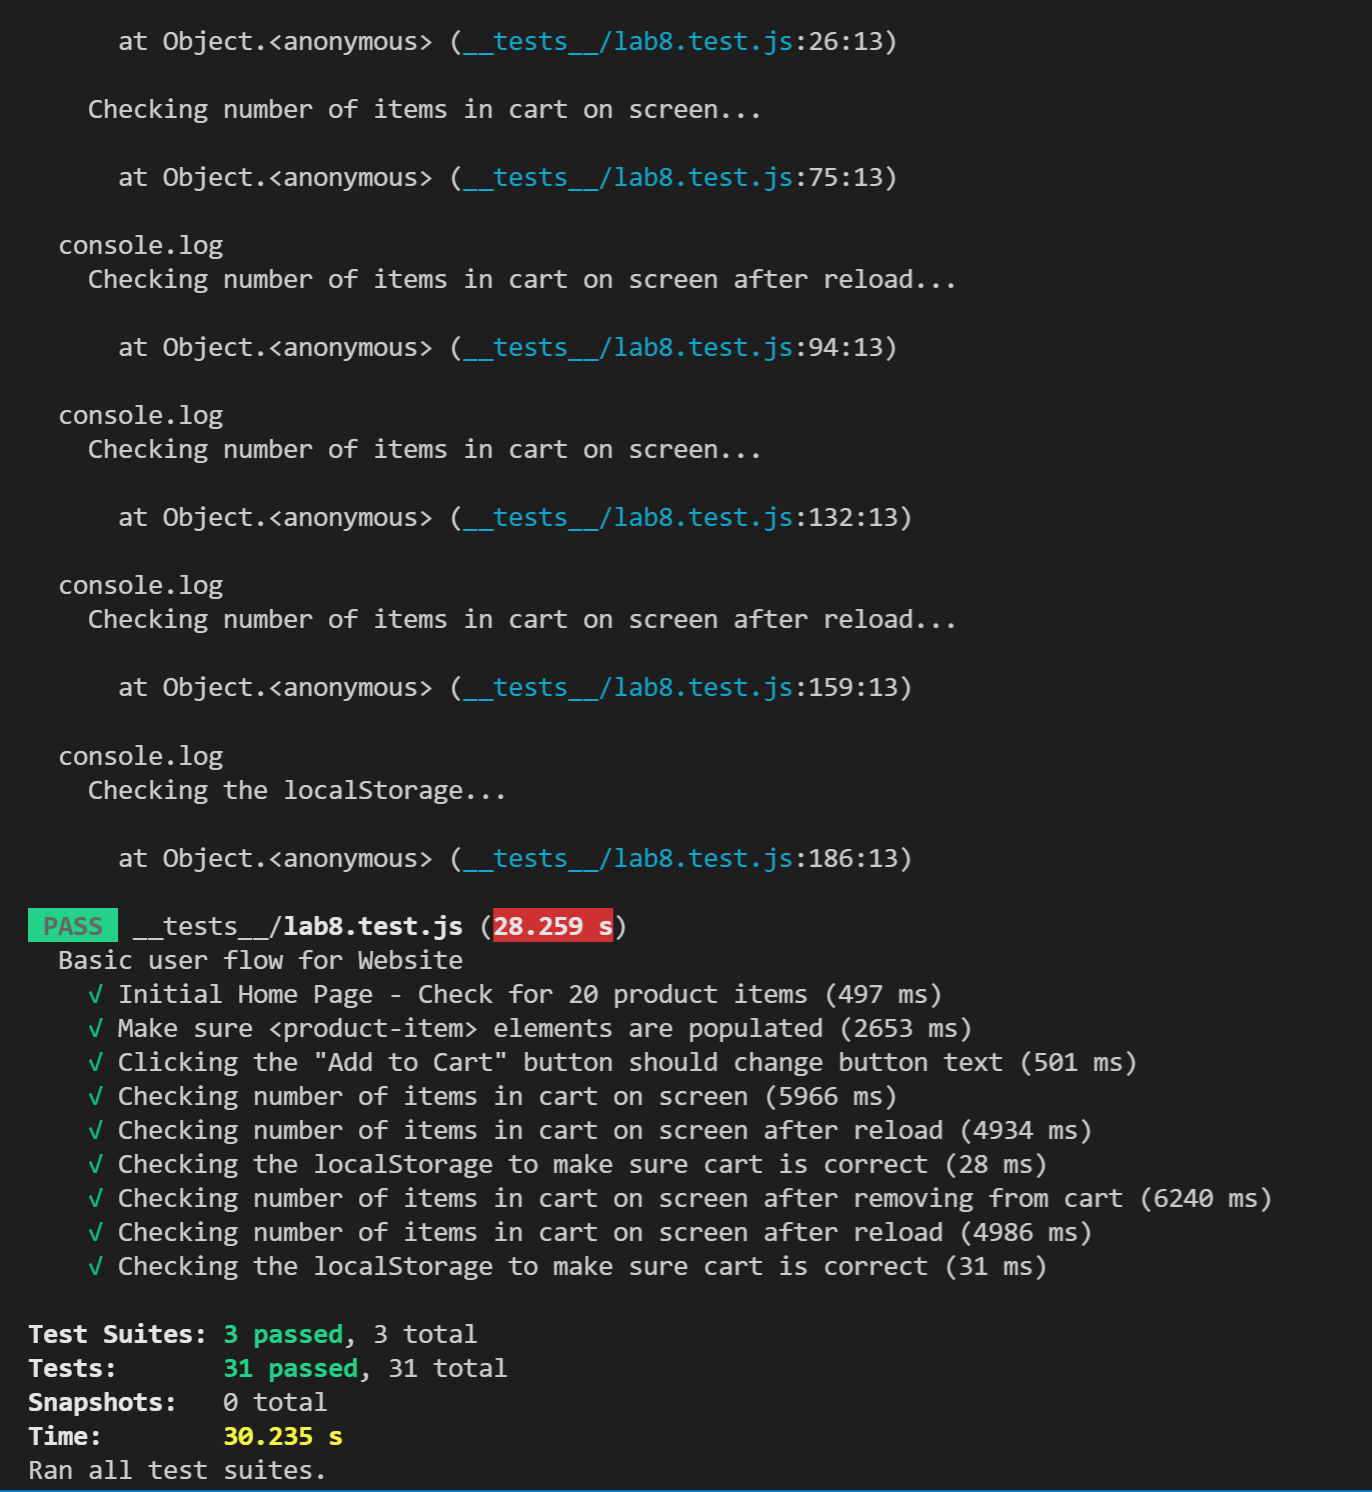 at Object.<anonymous> (__tests__/lab8.test.js:26:13)
Checking number of items in cart on screen...
at Object.<anonymous> (__tests__/lab8.test.js:75:13)
console.log
Checking number of items in cart on screen after reload...
at Object.<anonymous> (__tests__/lab8.test.js:94:13)
console.log
Checking number of items in cart on screen...
at Object.<anonymous> (__tests__/lab8.test.js:132:13)
console.log
Checking number of items in cart on screen after reload...
at Object.<anonymous> (__tests__/lab8.test.js:159:13)
console.log
Checking the localStorage...
at Object.<anonymous> (__tests__/lab8.test.js:186:13)
PASS __tests__/lab8.test.js (28.259 s)
Basic user flow for Website
√ Initial Home Page - Check for 20 product items (497 ms)
√ Make sure <product-item> elements are populated (2653 ms)
√ Clicking the "Add to Cart" button should change button text (501 ms)
√ Checking number of items in cart on screen (5966 ms)
√ Checking number of items in cart on screen after reload (4934 ms)
√ Checking the localStorage to make sure cart is correct (28 ms)
√ Checking number of items in cart on screen after removing from cart (6240 ms)
√ Checking number of items in cart on screen after reload (4986 ms)
√ Checking the localStorage to make sure cart is correct (31 ms)
Test Suites: 3 passed, 3 total
Tests: 31 passed, 31 total
Snapshots: 0 total
Time: 30.235 s
Ran all test suites.